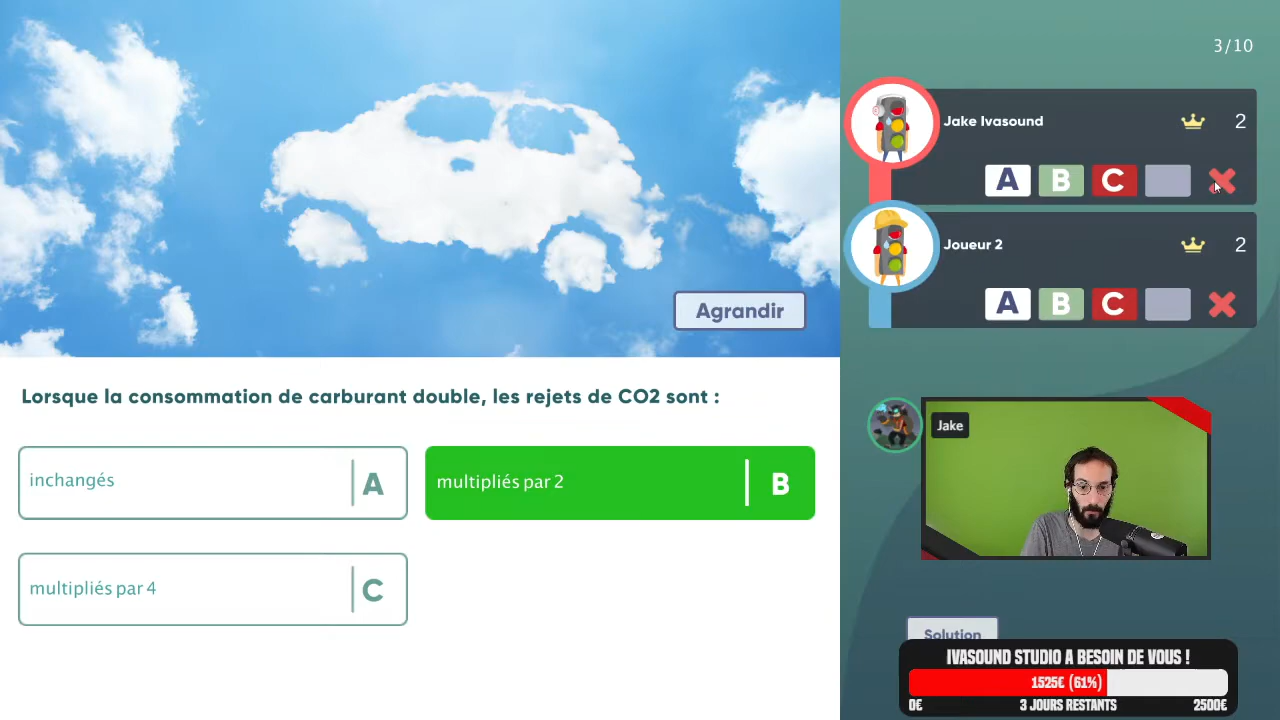 3/10
Jake Ivasound
2
A B C
Joueur 2
2
A B C
Agrandir
Lorsque la consommation de carburant double, les rejets de CO2 sont :
inchangés A
multipliés par 2 B
multipliés par 4 C
Jake
Solution
IVASOUND STUDIO A BESOIN DE VOUS !
1525€ (61%)
0€ 3 JOURS RESTANTS 2500€